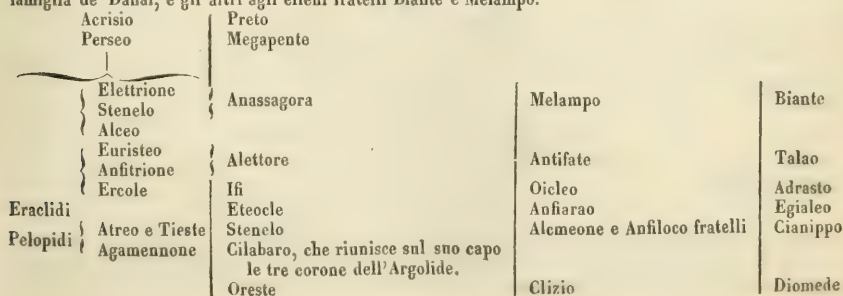 famiglia de' Danai, e gli altri agli elleni fratelli Biante e Melampo.
Acrisio Preto
Perseo Megapente
Elettrione
Stenelo Anassagora Melampo Biante
Alceo
Euristeo
Anfitrione Alettore Antifate Talao
Ercole Ifi Oicleo Adrasto
Eraclidi Eteocle Anfiarao Egialeo
Pelopidi Atreo e Tieste Stenelo Alcmeone e Anfiloco fratelli Cianippo
Agamennone Cilabaro, che riunisce sul suo capo
le tre corone dell'Argolide.
Oreste Clizio Diomede